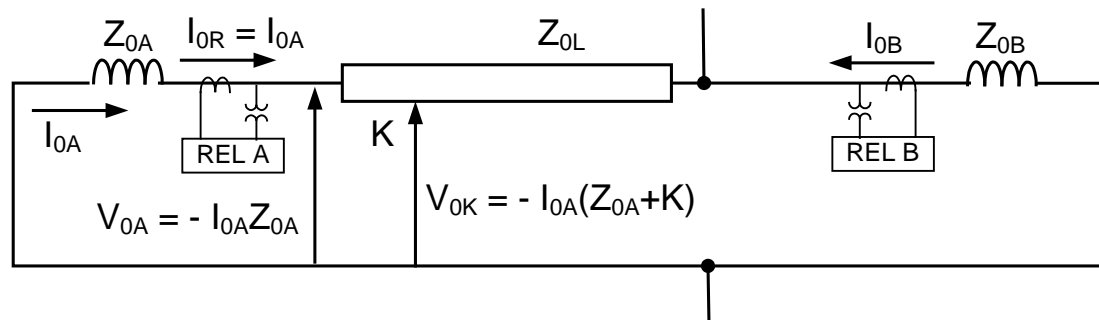 Z0A
I0R = I0A
Z0L
I0B
Z0B
I0A
REL A
K
REL B
V0A = - I0AZ0A
V0K = - I0A(Z0A+K)